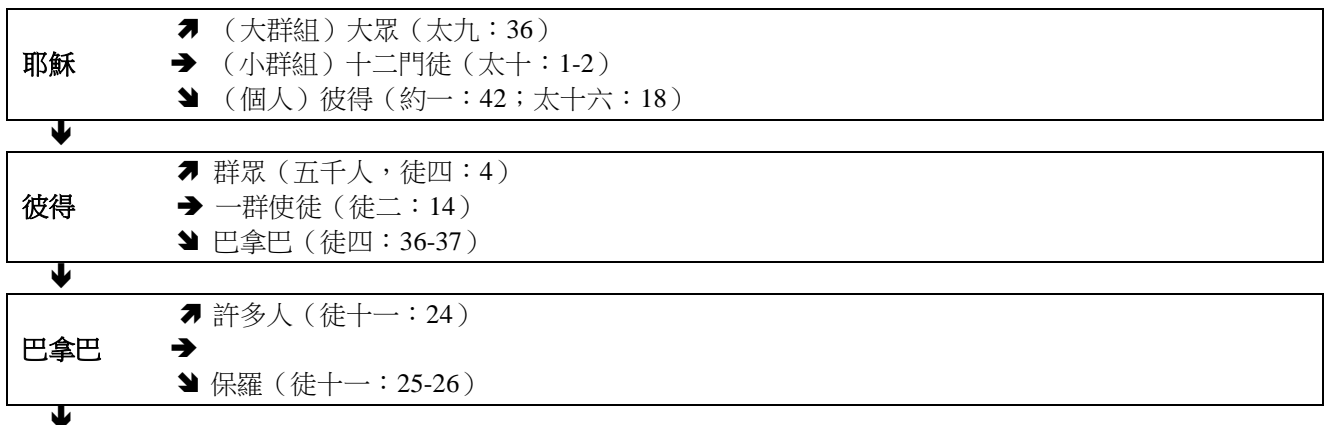 🡵 （大群組）大眾（太九：36）
耶穌 🡲 （小群組）十二門徒（太十：1-2）
🡶 （個人）彼得（約一：42；太十六：18）
🡳
🡵 群眾（五千人，徒四：4）
彼得 🡲 一群使徒（徒二：14）
🡶 巴拿巴（徒四：36-37）
🡳
🡵 許多人（徒十一：24）
巴拿巴 🡲
🡶 保羅（徒十一：25-26）
🡳